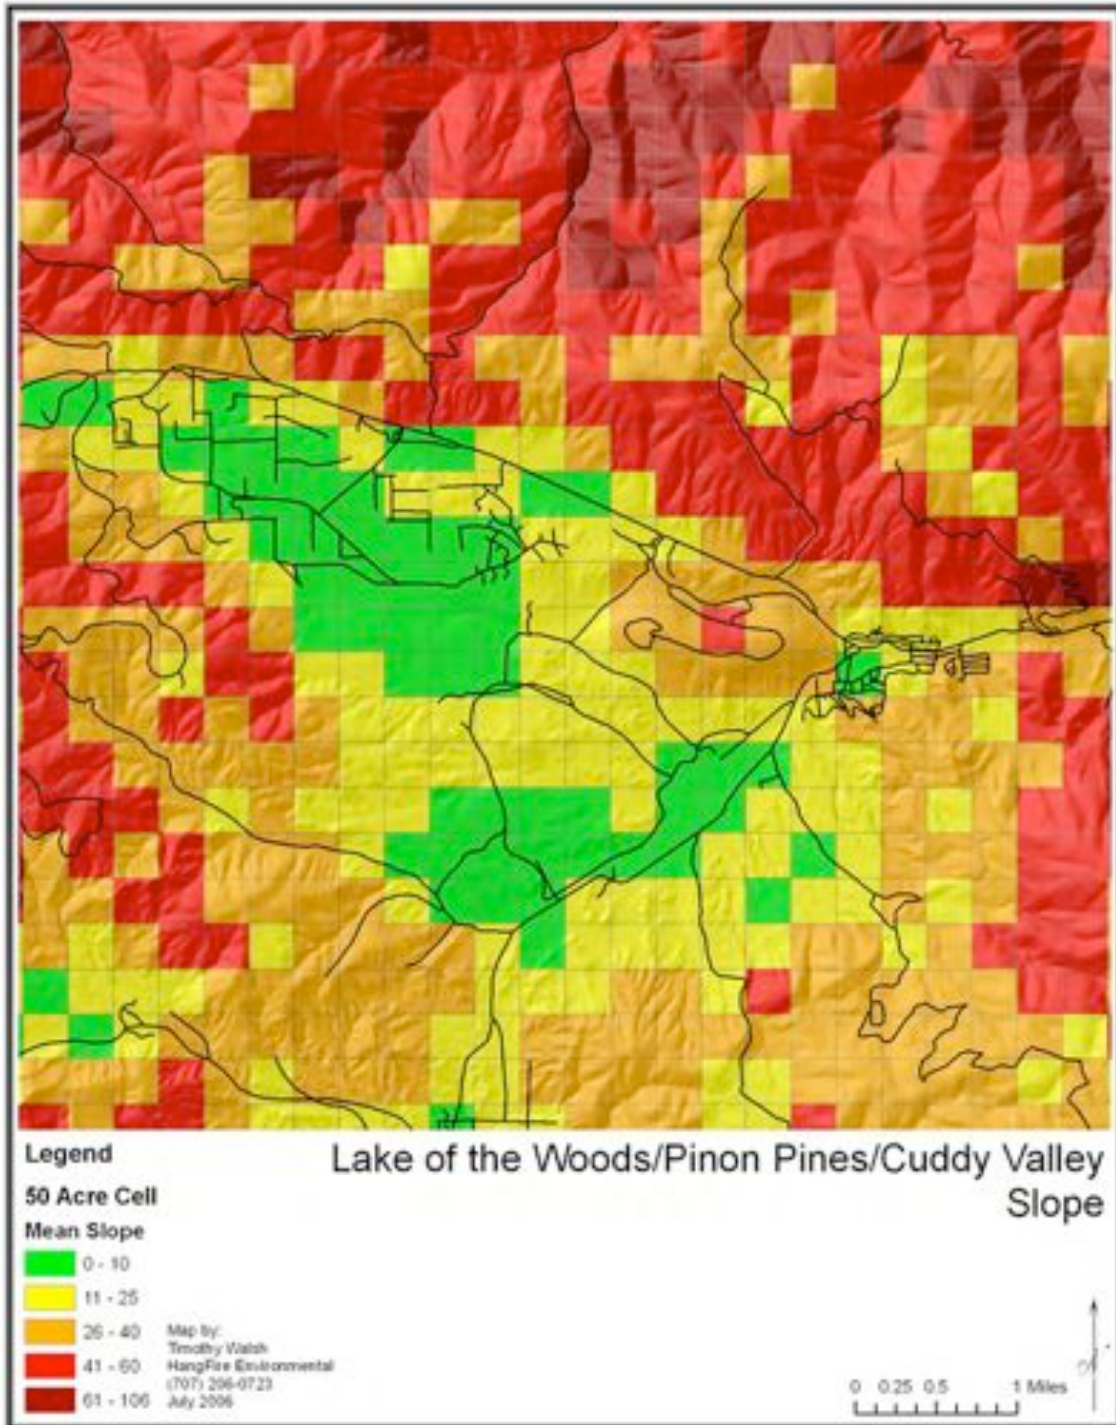 Lake of the Woods/Pinon Pines/Cuddy Valley
Slope
Legend
50 Acre Cell
Mean Slope
0 - 10
11 - 25
26 - 40
41 - 60
61 - 106
Map by:
Timothy Walsh
HangFire Environmental
(707) 206-0723
July 2006
0 0.25 0.5 1 Miles